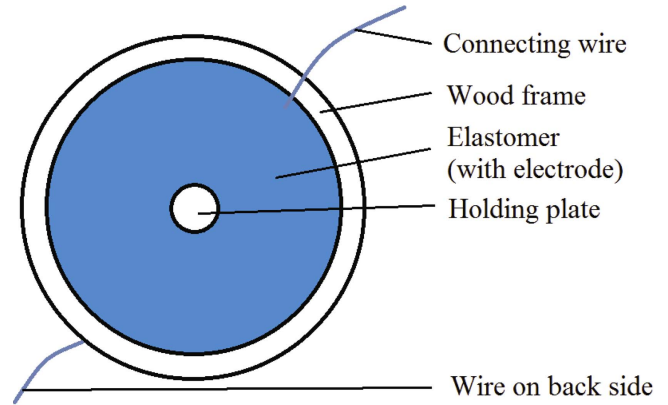 Connecting wire
Wood frame
Elastomer
(with electrode)
Holding plate
Wire on back side